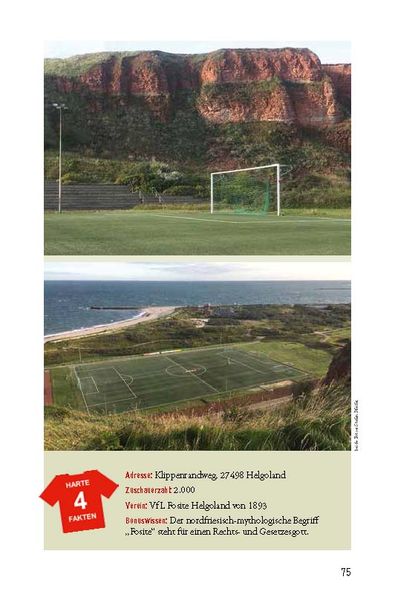 HARTE
4
FAKTEN
Adresse: Klippenrandweg, 27498 Helgoland
Zuschauerzahl: 2.000
Verein: VfL Fosite Helgoland von 1893
Bonuswissen: Der nordfriesisch-mythologische Begriff
„Fosite“ steht für einen Rechts- und Gesetzesgott.
75